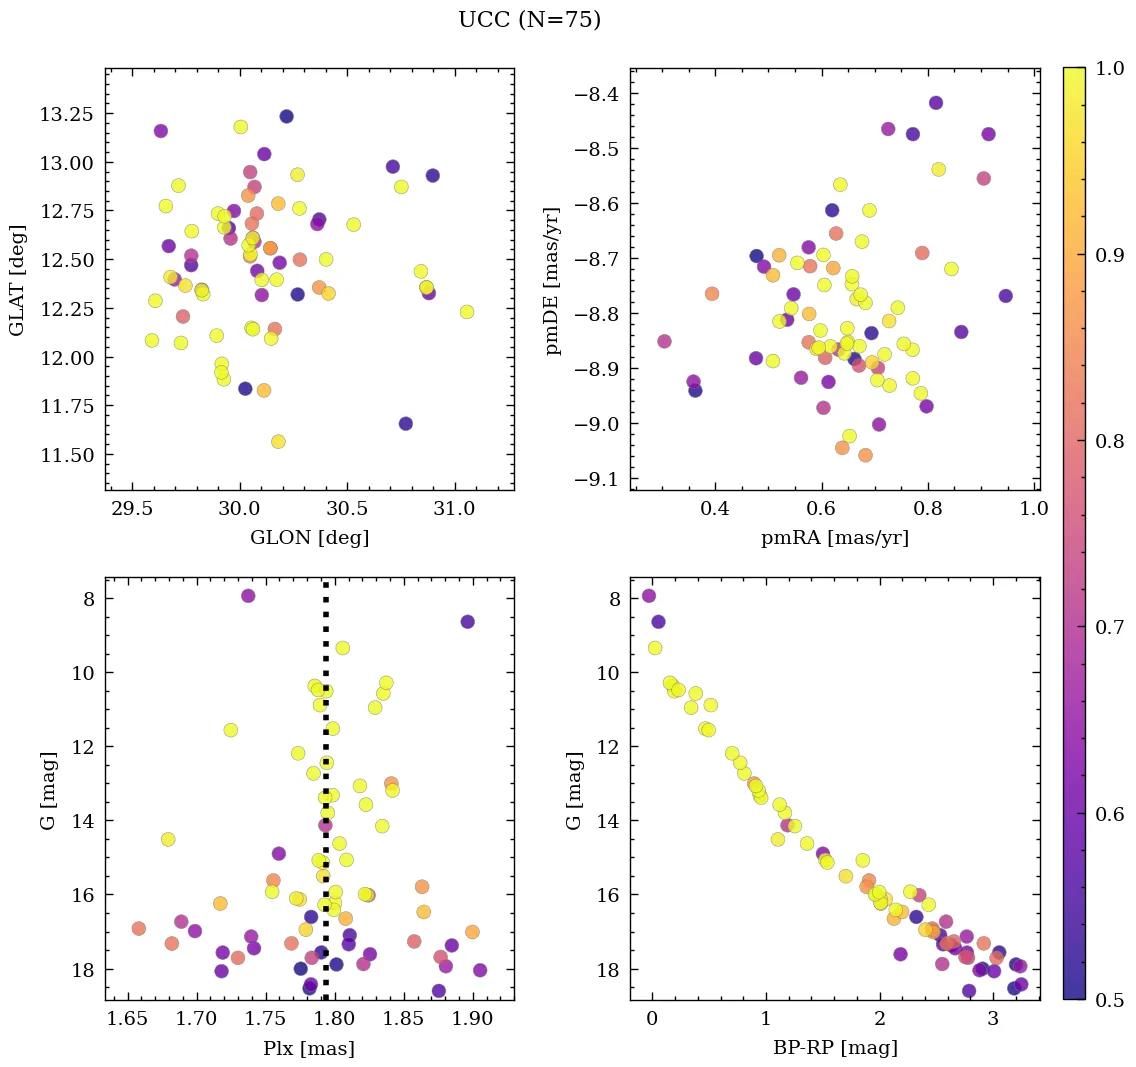 UCC (N=75)
13.25
13.00
12.75
12.50
12.25
12.00
11.75
11.50
GLAT [deg]
29.5 30.0 30.5 31.0
GLON [deg]
−8.4
−8.5
−8.6
−8.7
−8.8
−8.9
−9.0
−9.1
pmDE [mas/yr]
0.4 0.6 0.8 1.0
pmRA [mas/yr]
8
10
12
14
16
18
G [mag]
1.65 1.70 1.75 1.80 1.85 1.90
Plx [mas]
8
10
12
14
16
18
G [mag]
0 1 2 3
BP-RP [mag]
1.0
0.9
0.8
0.7
0.6
0.5